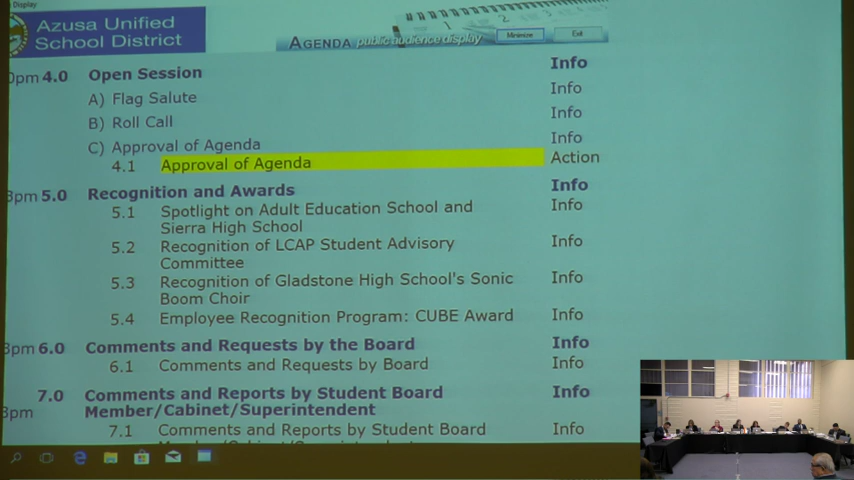 Display
Azusa Unified
School District
2
3
AGENDA public audience display
Minimize
Exit
pm 4.0 Open Session Info
A) Flag Salute Info
B) Roll Call Info
C) Approval of Agenda Info
4.1 Approval of Agenda Action
pm 5.0 Recognition and Awards Info
5.1 Spotlight on Adult Education School and Info
Sierra High School
5.2 Recognition of LCAP Student Advisory Info
Committee
5.3 Recognition of Gladstone High School's Sonic Info
Boom Choir
5.4 Employee Recognition Program: CUBE Award Info
pm 6.0 Comments and Requests by the Board Info
6.1 Comments and Requests by Board Info
7.0 Comments and Reports by Student Board Info
pm Member/Cabinet/Superintendent
7.1 Comments and Reports by Student Board Info